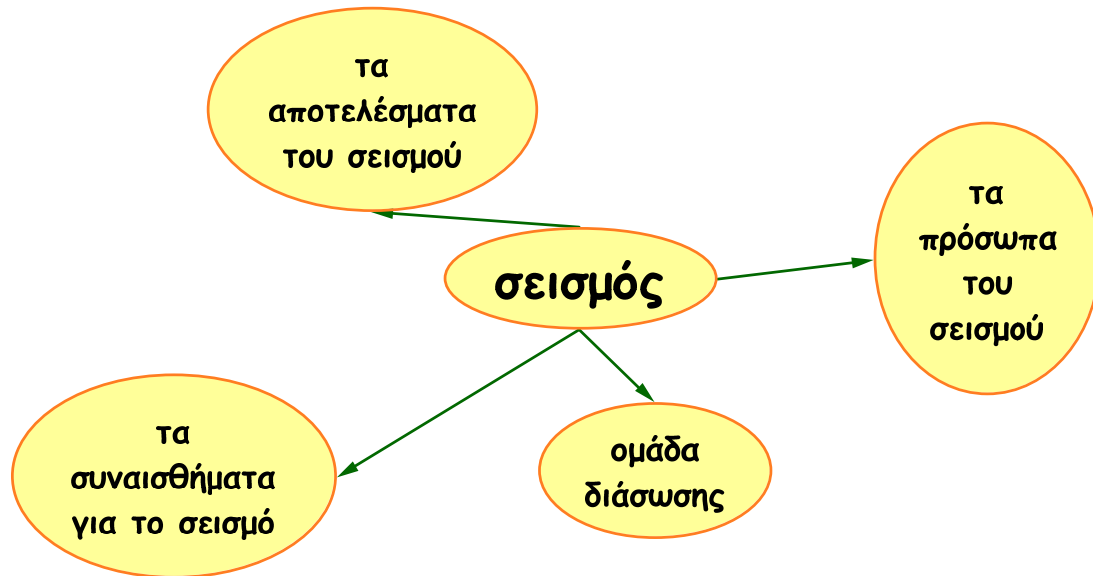 τα
αποτελέσματα
του σεισμού
τα
πρόσωπα
του
σεισμού
σεισμός
τα
συναισθήματα
για το σεισμό
ομάδα
διάσωσης